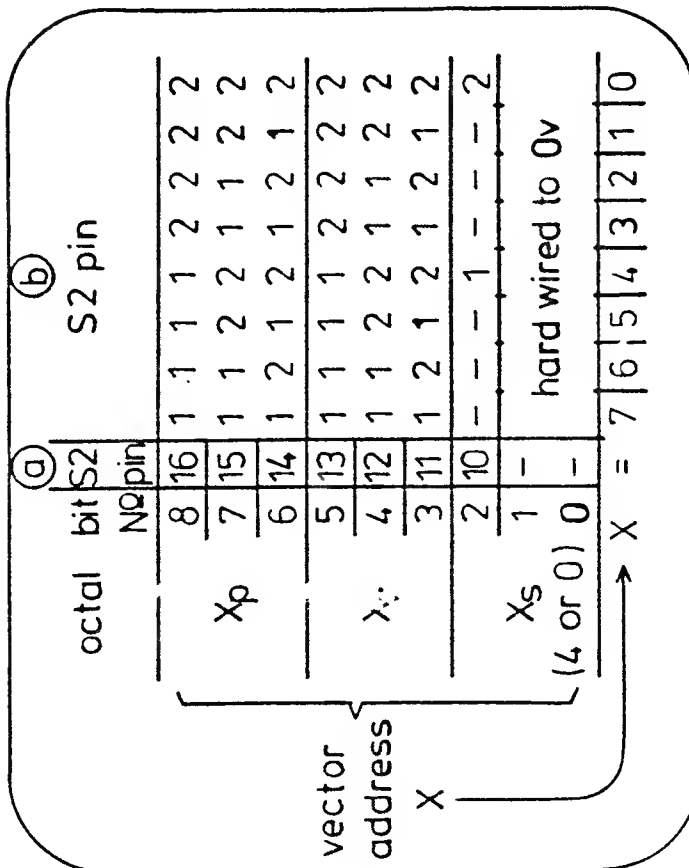 a b
octal bit S2 S2 pin
Nº pin
8 16 1 1 1 1 2 2 2 2
Xp 7 15 1 1 2 2 1 1 2 2
6 14 1 2 1 2 1 2 1 2
5 13 1 1 1 1 2 2 2 2
4 12 1 1 2 2 1 1 2 2
3 11 1 2 1 2 1 2 1 2
2 10 – – – 1 – – – 2
Xs 1 – hard wired to 0v
(4 or 0) 0 –
X = 7 6 5 4 3 2 1 0
vector
address
X